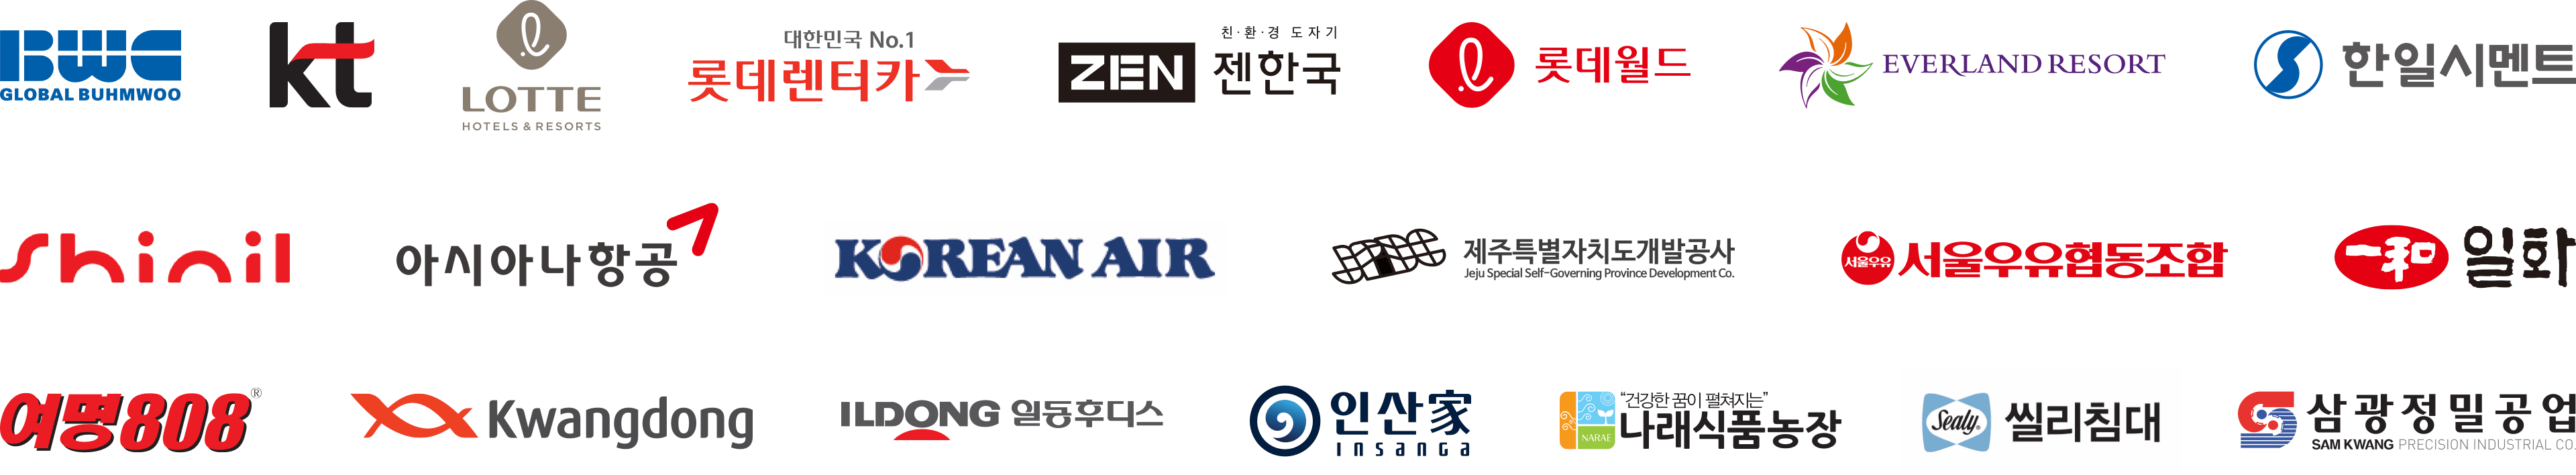 BWC
GLOBAL BUHMWOO
kt
LOTTE
HOTELS & RESORTS
대한민국 No.1
롯데렌터카
ZEN
친·환·경 도자기
젠한국
롯데월드
EVERLAND RESORT
한일시멘트
shinil
아시아나항공
KOREAN AIR
제주특별자치도개발공사
Jeju Special Self-Governing Province Development Co.
서울우유
서울우유협동조합
一和
일화
여명808®
Kwangdong
ILDONG 일동후디스
인산家
insanga
NARAE
“건강한 꿈이 펼쳐지는”
나래식품농장
Sealy®
씰리침대
삼광정밀공업
SAM KWANG PRECISION INDUSTRIAL CO.